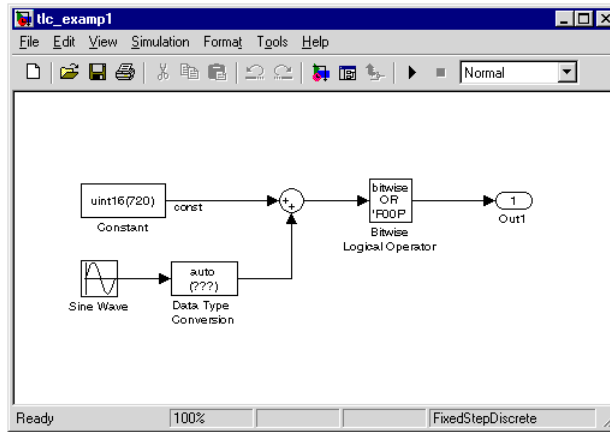 tlc_examp1
File Edit View Simulation Format Tools Help
Normal
uint16(720)
const
Constant
+
+
bitwise
OR
'F00F'
Bitwise
Logical Operator
1
Out1
Sine Wave
auto
(???)
Data Type
Conversion
Ready 100% FixedStepDiscrete